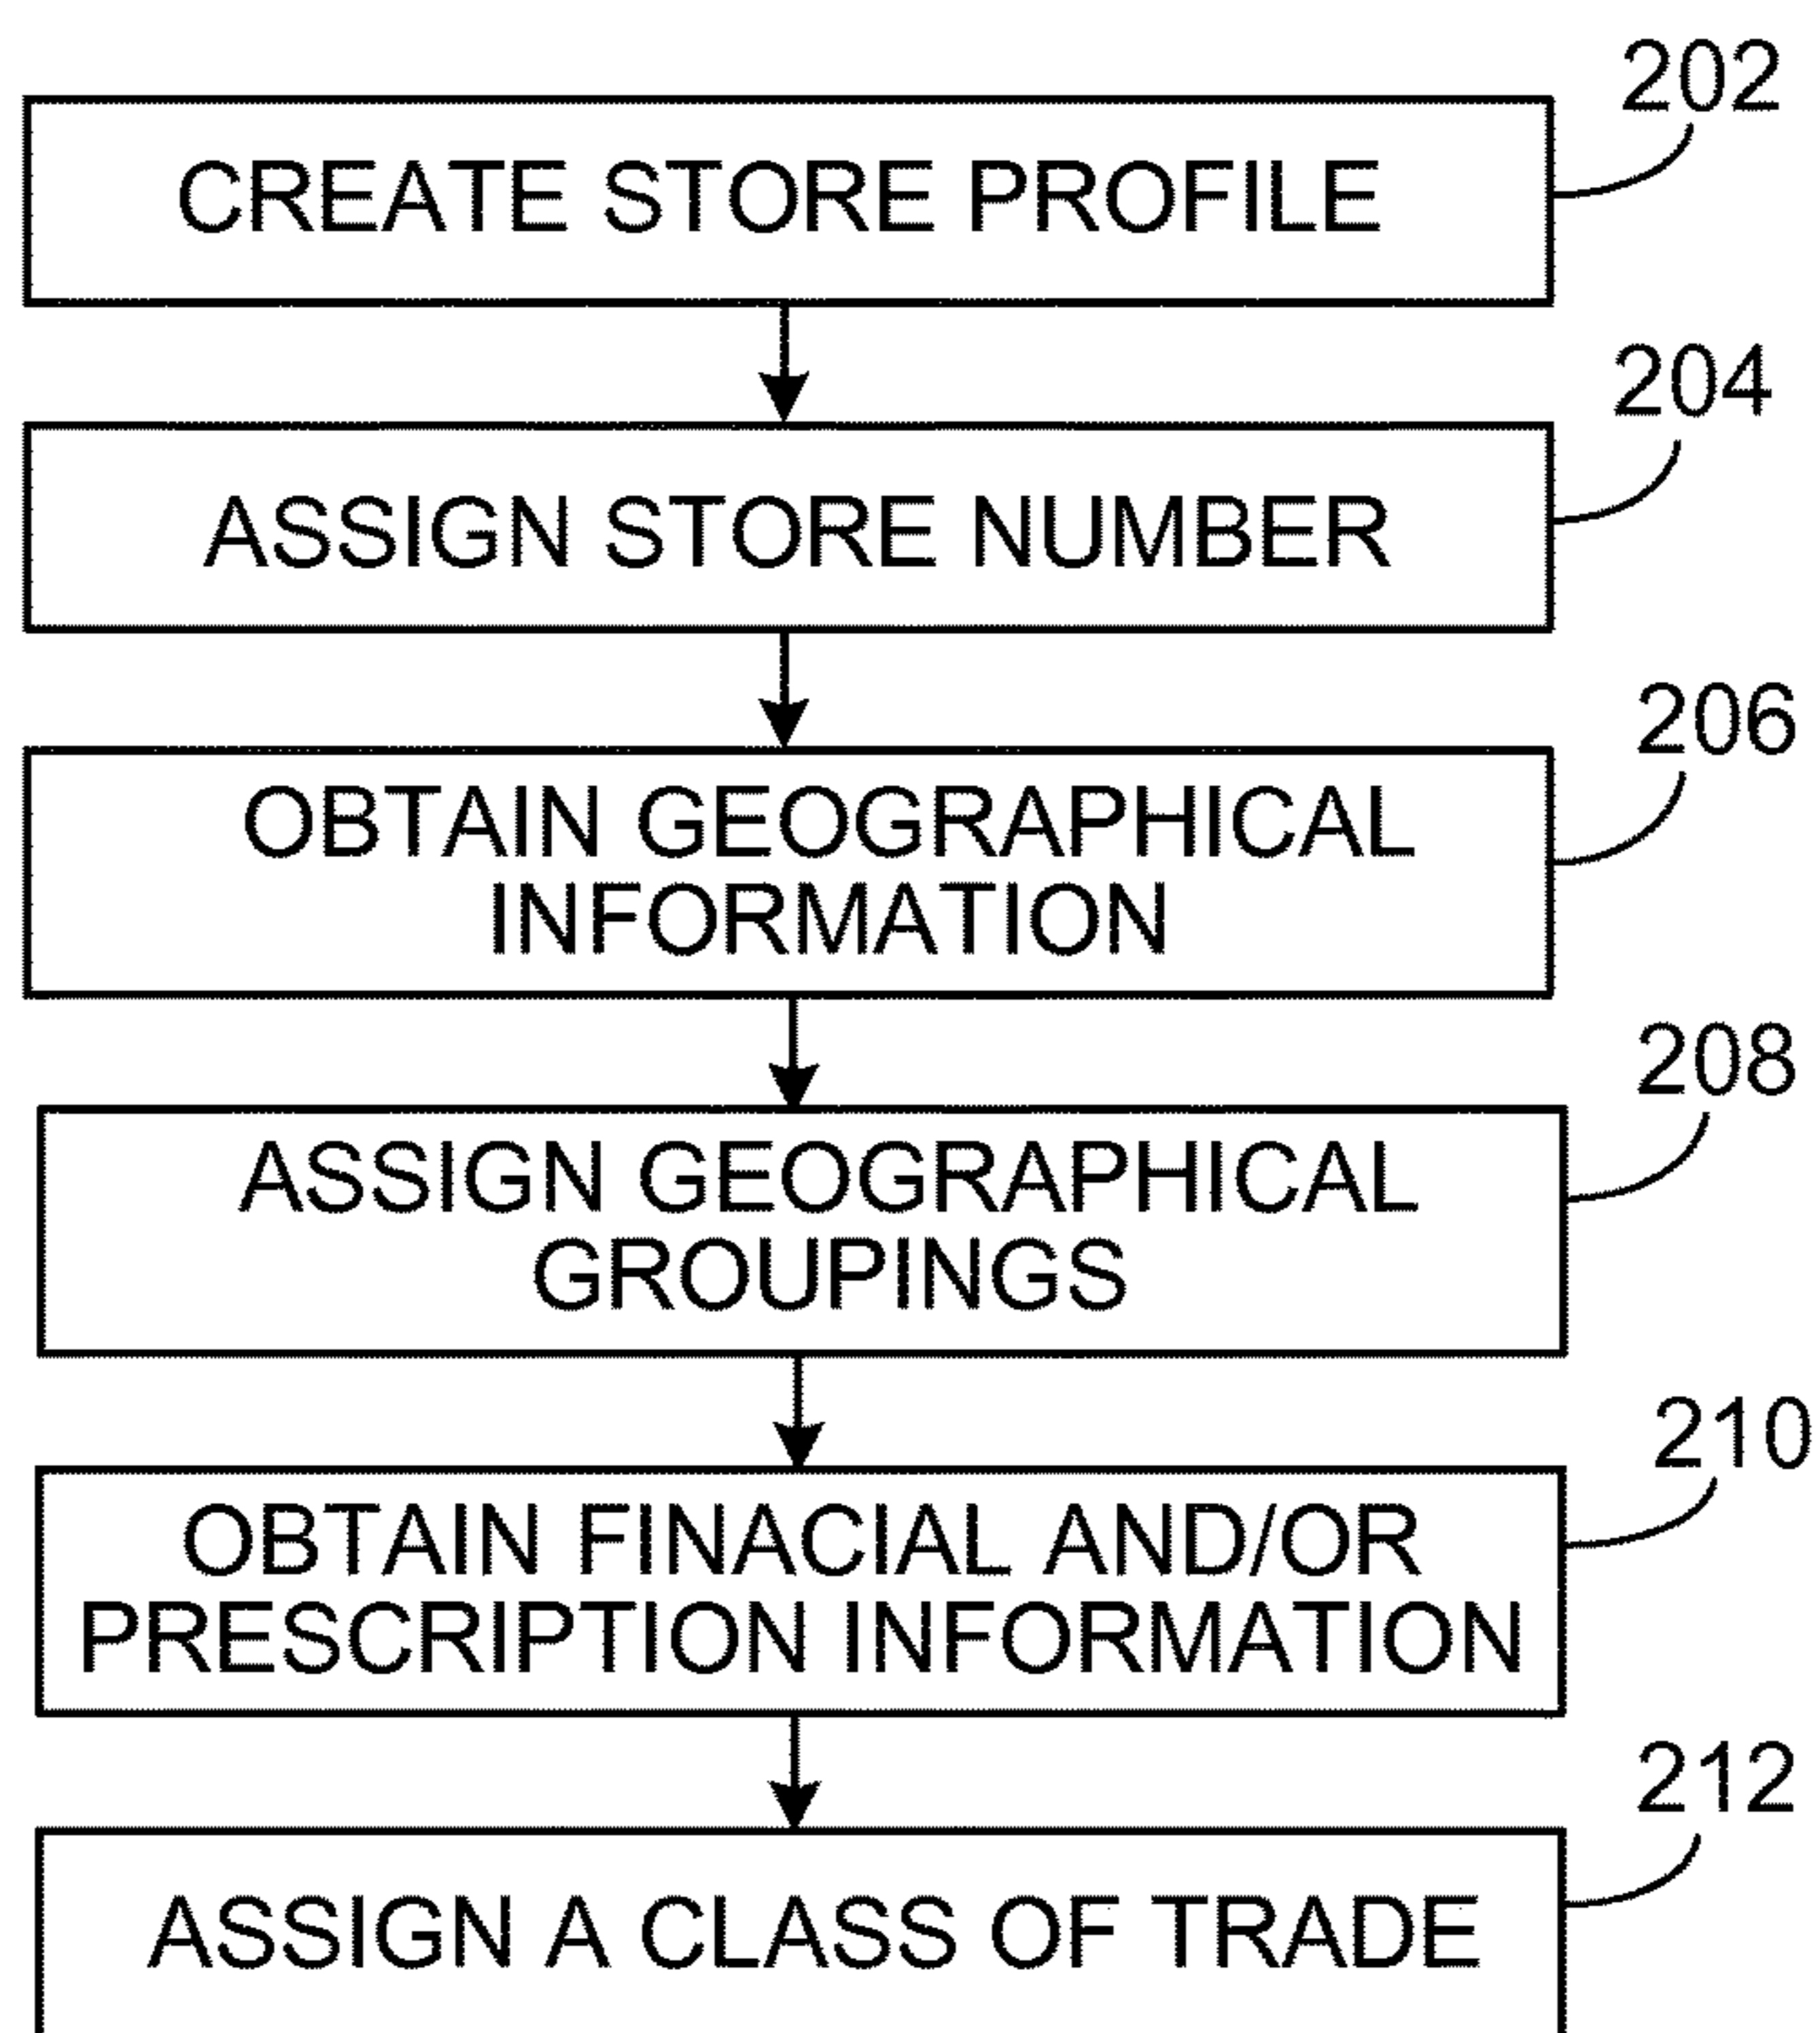 202
CREATE STORE PROFILE
204
ASSIGN STORE NUMBER
206
OBTAIN GEOGRAPHICAL
INFORMATION
208
ASSIGN GEOGRAPHICAL
GROUPINGS
210
OBTAIN FINACIAL AND/OR
PRESCRIPTION INFORMATION
212
ASSIGN A CLASS OF TRADE